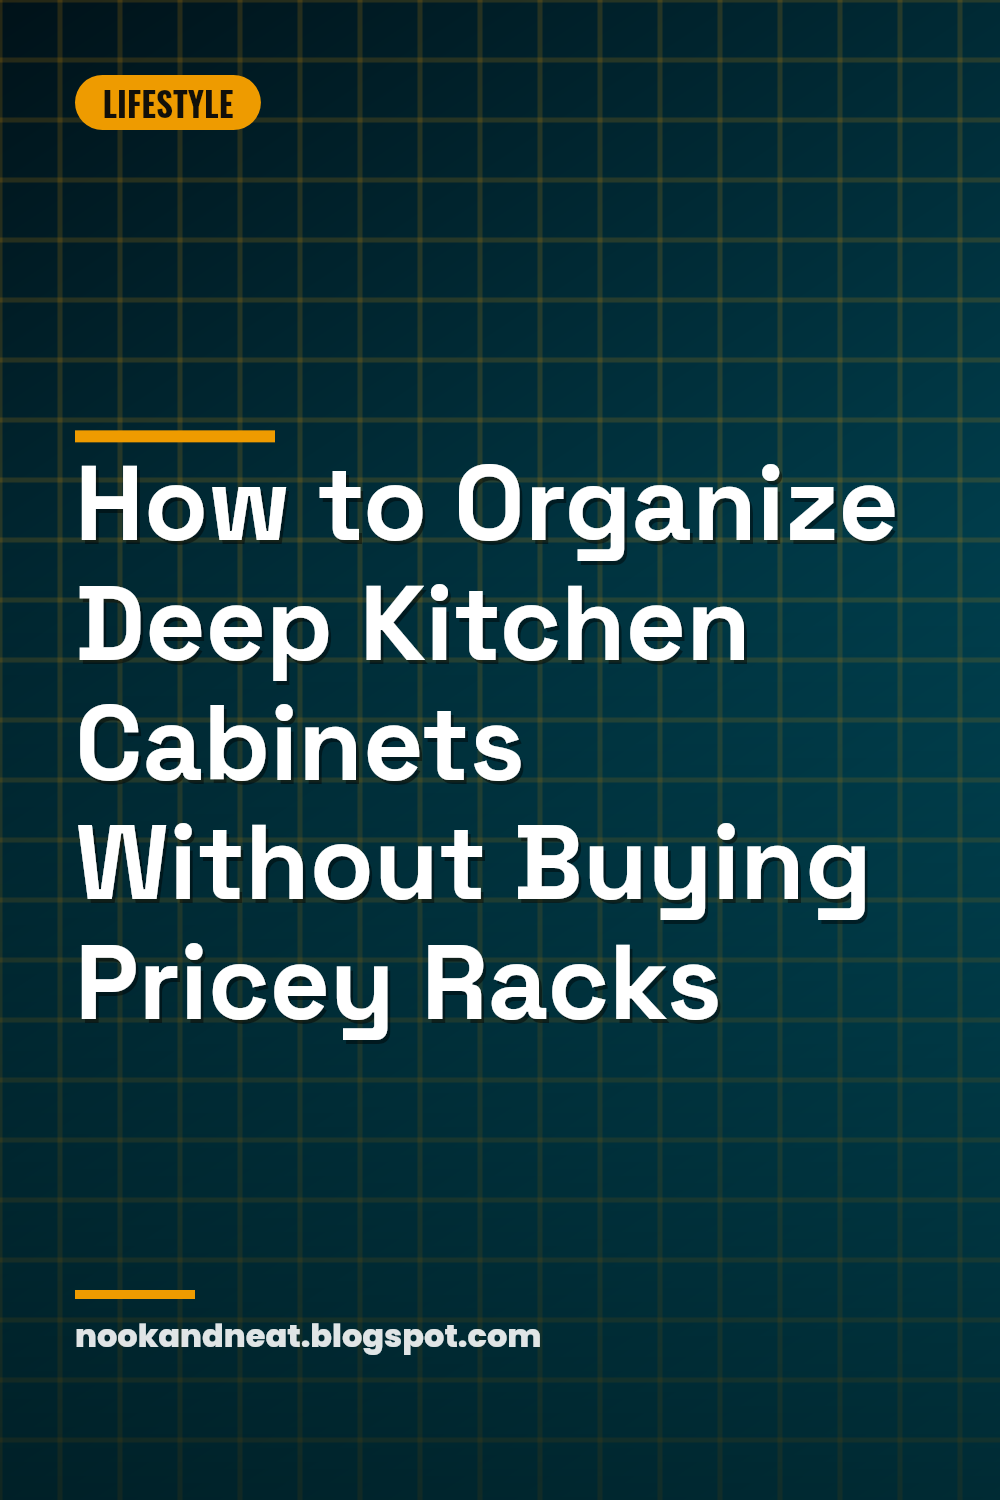 LIFESTYLE
How to Organize
Deep Kitchen
Cabinets
Without Buying
Pricey Racks
nookandneat.blogspot.com